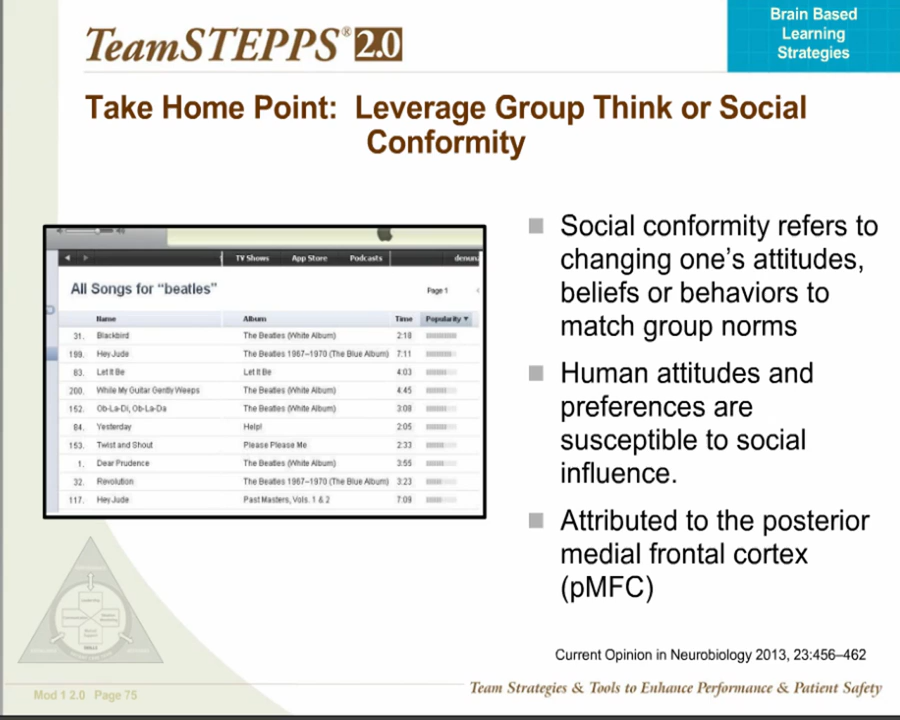 TeamSTEPPS® 2.0
Brain Based
Learning
Strategies
Take Home Point: Leverage Group Think or Social
Conformity
TV Shows App Store Podcasts
All Songs for "beatles"
Page 1
Name Album Time Popularity
31. Blackbird The Beatles (White Album) 2:18
199. Hey Jude The Beatles 1967–1970 (The Blue Album) 7:11
83. Let It Be Let It Be 4:03
200. While My Guitar Gently Weeps The Beatles (White Album) 4:45
152. Ob-La-Di, Ob-La-Da The Beatles (White Album) 3:08
84. Yesterday Help! 2:05
153. Twist and Shout Please Please Me 2:33
1. Dear Prudence The Beatles (White Album) 3:55
32. Revolution The Beatles 1967–1970 (The Blue Album) 3:23
117. Hey Jude Past Masters, Vols. 1 & 2 7:09
Social conformity refers to
changing one's attitudes,
beliefs or behaviors to
match group norms
Human attitudes and
preferences are
susceptible to social
influence.
Attributed to the posterior
medial frontal cortex
(pMFC)
Current Opinion in Neurobiology 2013, 23:456–462
Mod 1 2.0 Page 75
Team Strategies & Tools to Enhance Performance & Patient Safety